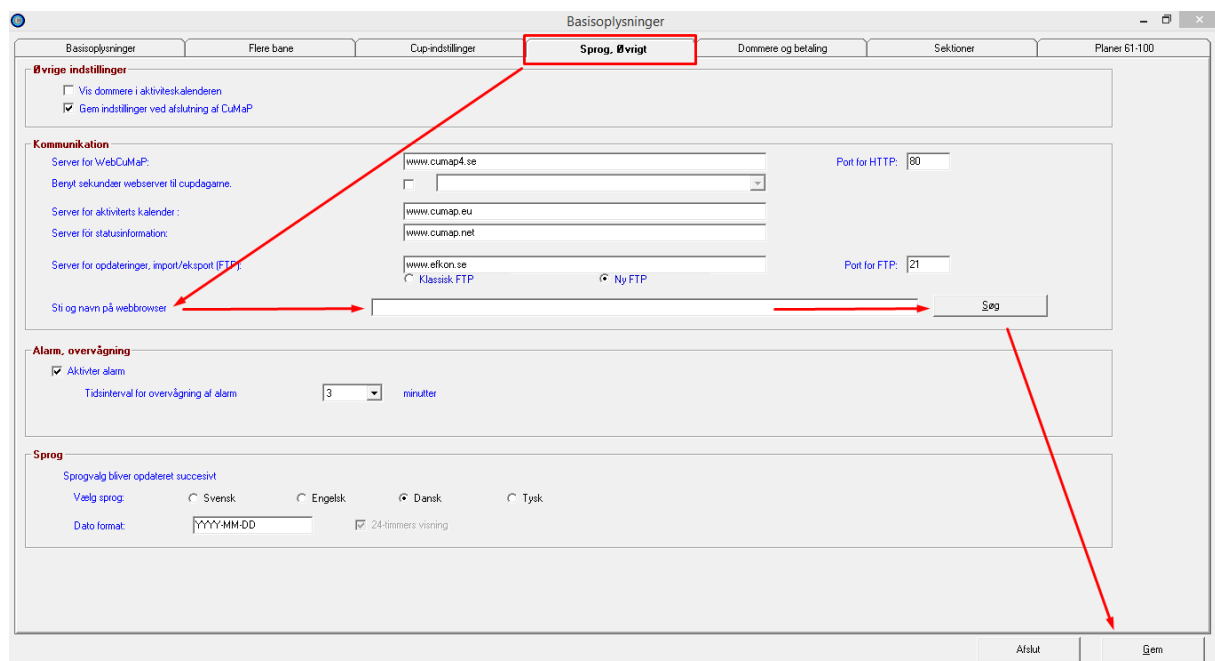 Basisoplysninger
Basisoplysninger Flere bane Cup-indstillinger Sprog, Øvrigt Dommere og betaling Sektioner Planer 61-100
Øvrige indstillinger
Vis dommere i aktiviteskalenderen
Gem indstillinger ved afslutning af CuMaP
Kommunikation
Server for WebCuMaP: www.cumap4.se Port for HTTP: 80
Benyt sekundær webserver til cupdagarne.
Server for aktiviterts kalender : www.cumap.eu
Server för statusinformation: www.cumap.net
Server for opdateringer, import/eksport (FTP): www.efkon.se Port for FTP: 21
Klassisk FTP Ny FTP
Sti og navn på webbrowser Søg
Alarm, overvågning
Aktivter alarm
Tidsinterval for overvågning af alarm 3 minutter
Sprog
Sprogvalg bliver opdateret succesivt
Vælg sprog: Svensk Engelsk Dansk Tysk
Dato format: YYYY-MM-DD 24-timmers visning
Afslut Gem